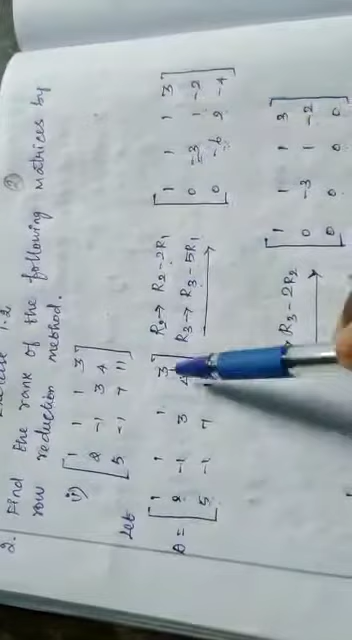 1.2
2. Find the rank of the following matrices by
row reduction method.
i) [1 1 1 3
2 -1 3 4
5 -1 7 11]
Let
A = [1 1 1 3
2 -1 3 4
5 -1 7
R2 → R2 - 2R1
R3 → R3 - 5R1
[1 1 1 3
0 -3 1 -2
0 -6 2 -4]
R3 - 2R2
[1 1 1 3
0 -3 1 -2
0 0 0 0]